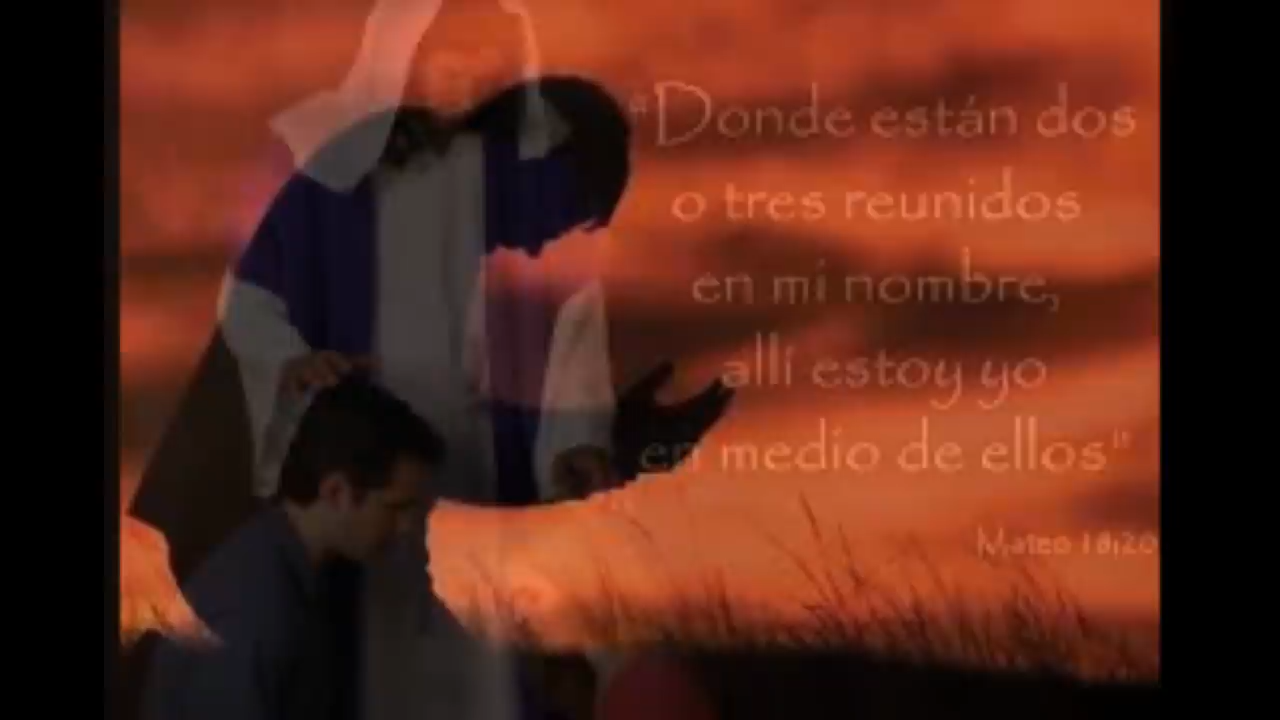 “Donde están dos
o tres reunidos
en mi nombre,
allí estoy yo
en medio de ellos"
Mateo 18:20